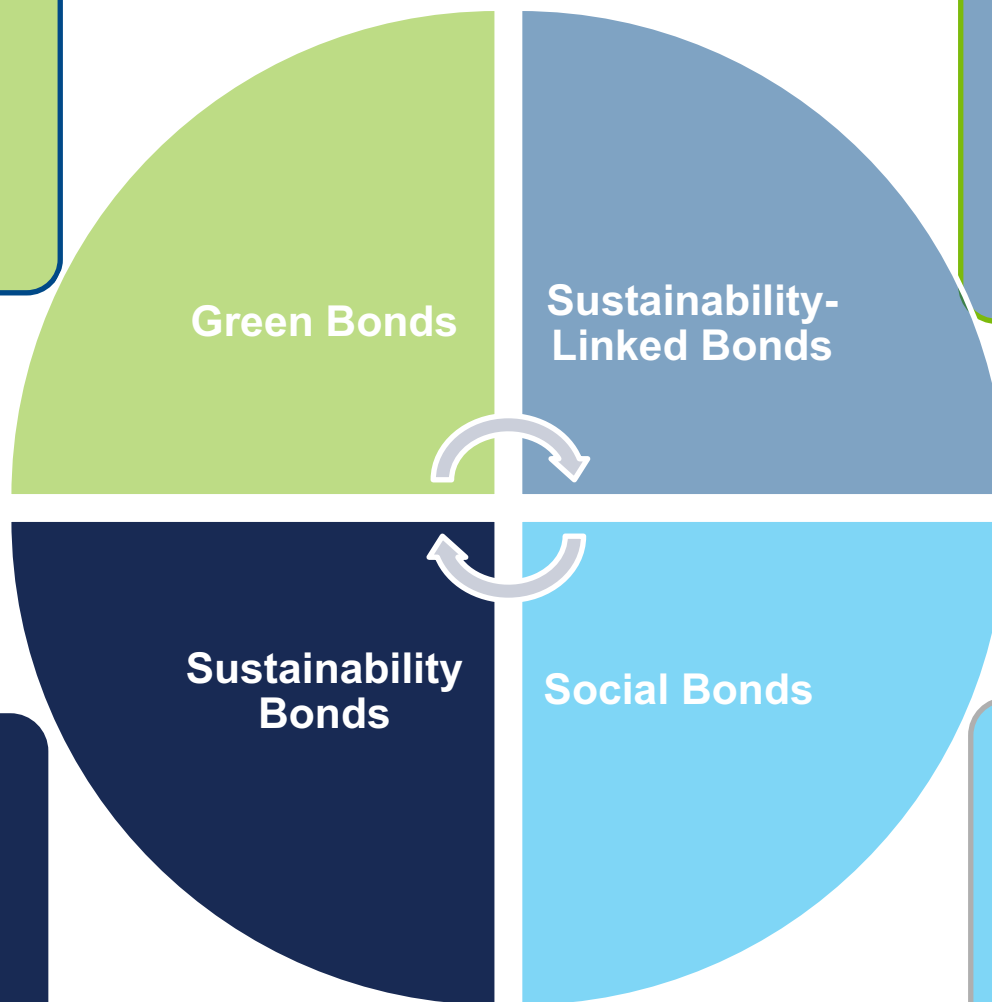 Green Bonds
Sustainability-
Linked Bonds
Sustainability
Bonds
Social Bonds